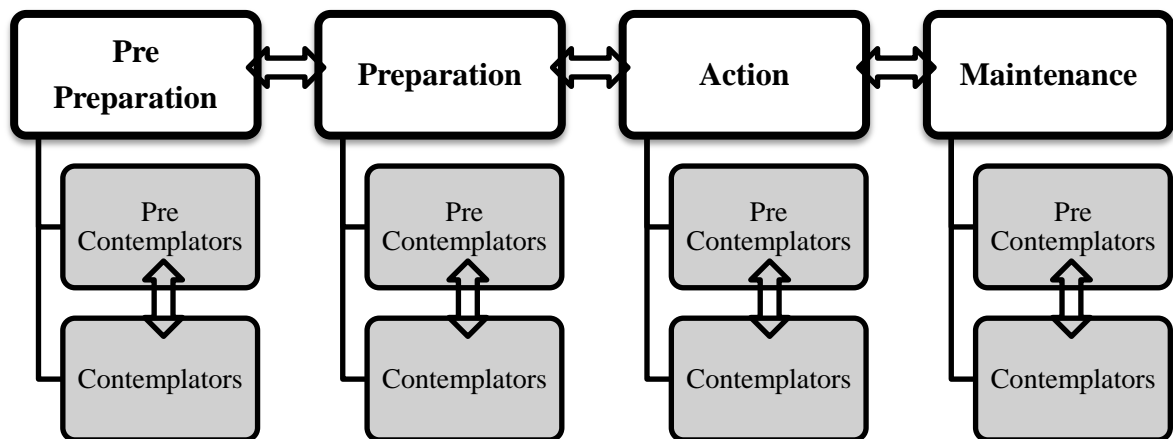 Pre
Preparation
Preparation
Action
Maintenance
Pre
Contemplators
Pre
Contemplators
Pre
Contemplators
Pre
Contemplators
Contemplators
Contemplators
Contemplators
Contemplators